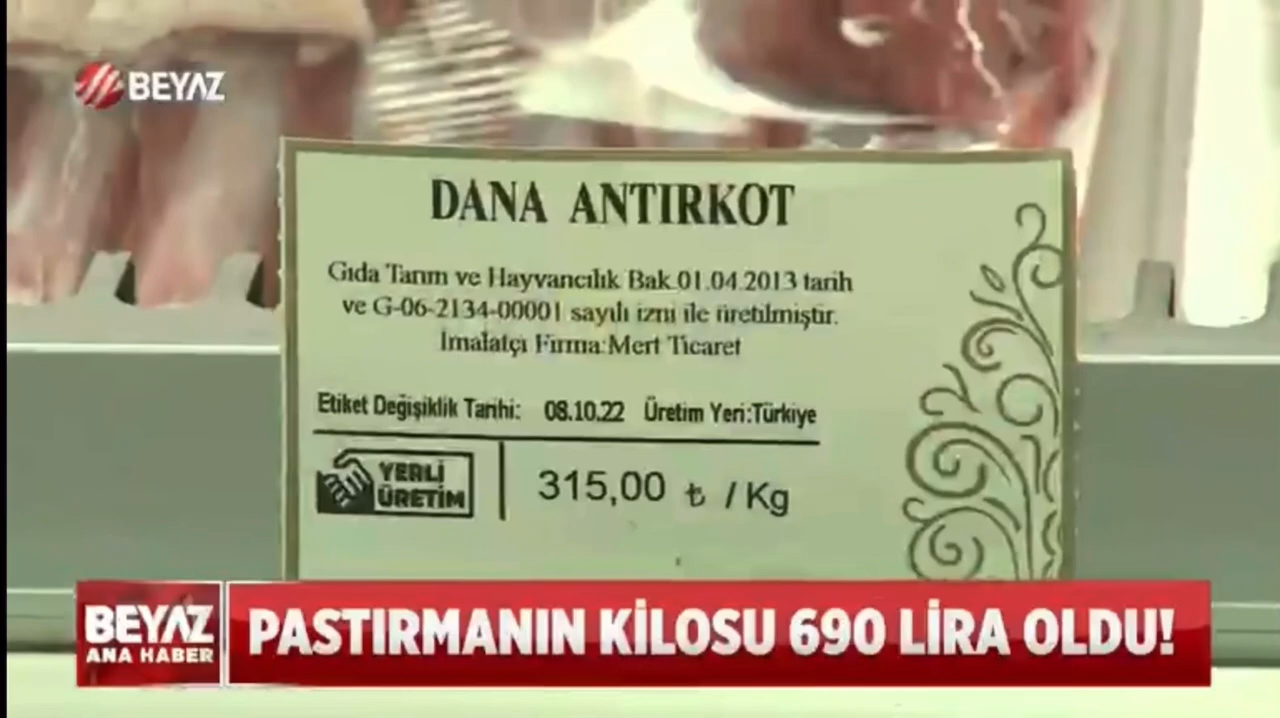 BEYAZ
DANA ANTIRKOT
Gıda Tarım ve Hayvancılık Bak.01.04.2013 tarih
ve G-06-2134-00001 sayılı izni ile üretilmiştir.
İmalatçı Firma:Mert Ticaret
Etiket Değişiklik Tarihi: 08.10.22 Üretim Yeri:Türkiye
YERLİ
ÜRETİM
315,00 ₺ /Kg
BEYAZ
ANA HABER
PASTIRMANIN KİLOSU 690 LİRA OLDU!